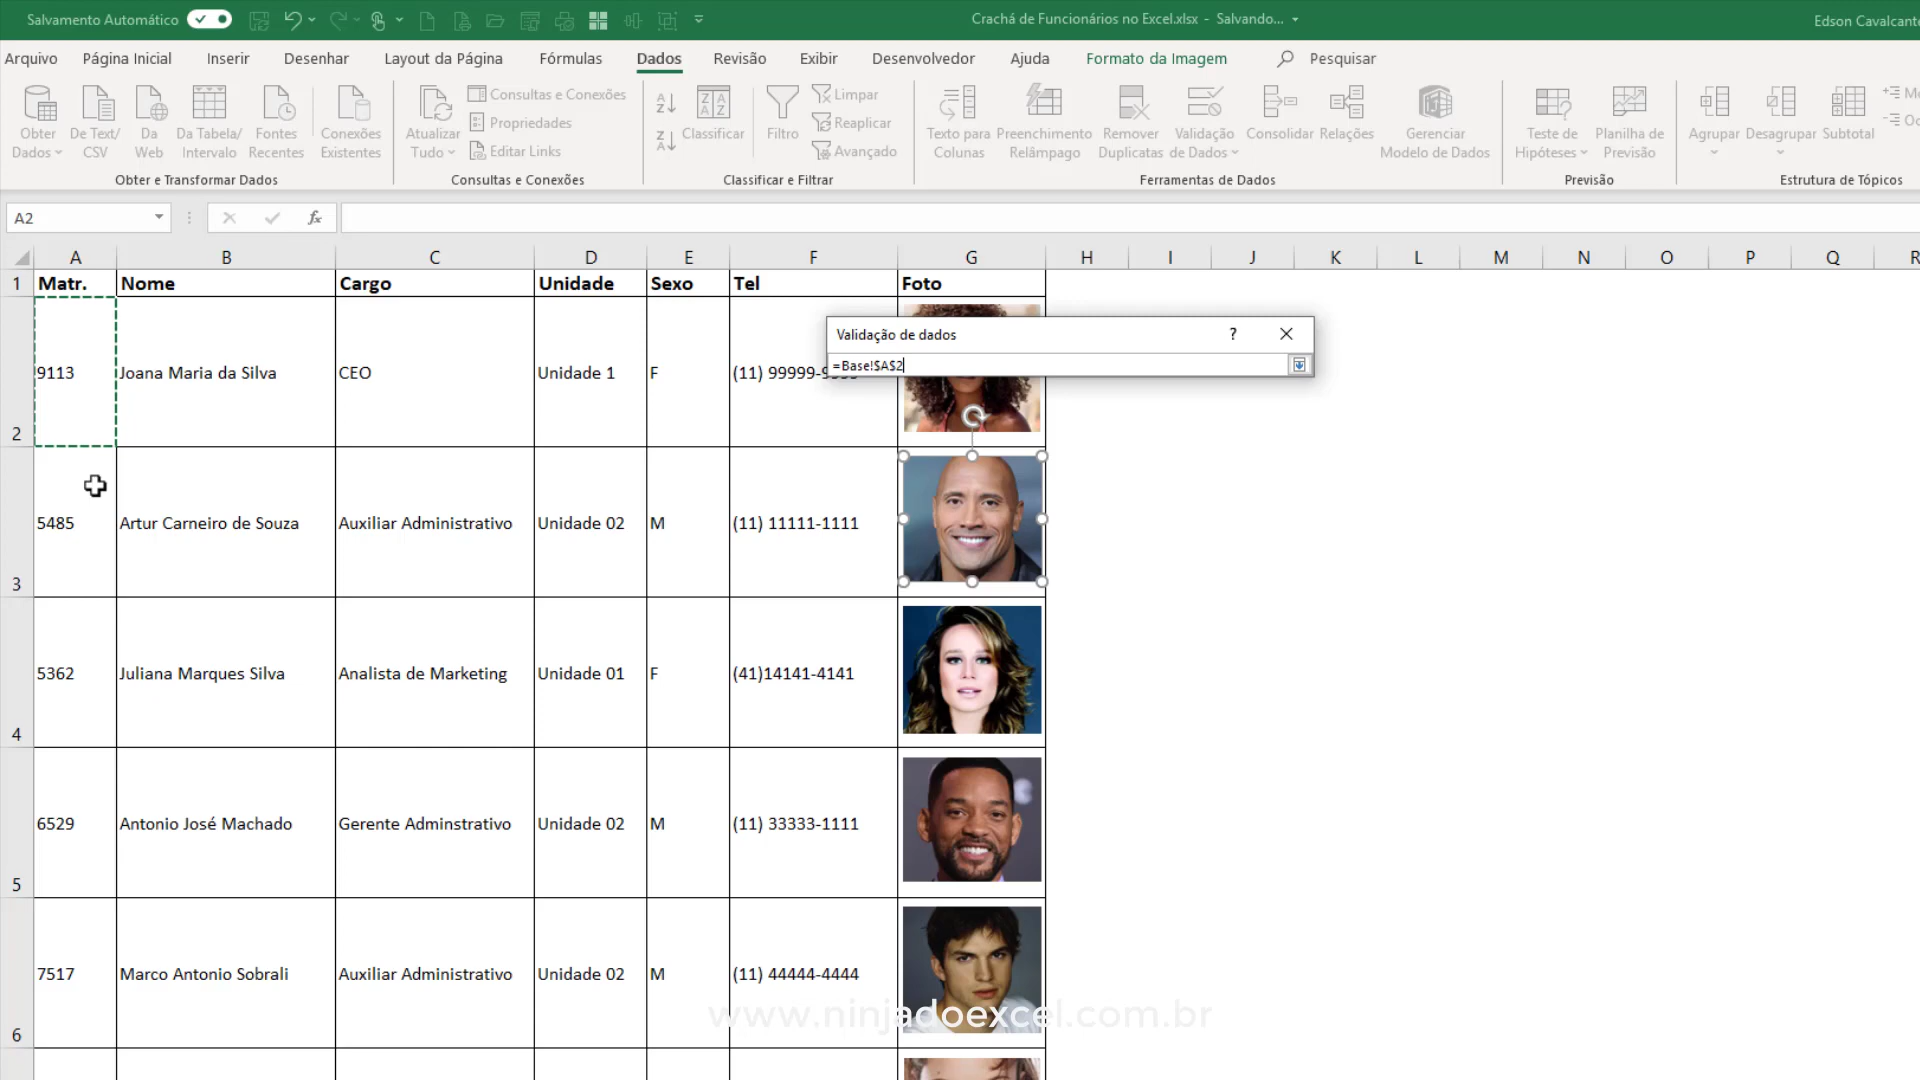 Salvamento Automático
Crachá de Funcionários no Excel.xlsx - Salvando...
Edson Cavalcante
Arquivo Página Inicial Inserir Desenhar Layout da Página Fórmulas Dados Revisão Exibir Desenvolvedor Ajuda Formato da Imagem Pesquisar
Obter Dados
De Text/CSV
Da Web
Da Tabela/Intervalo
Fontes Recentes
Conexões Existentes
Obter e Transformar Dados
Atualizar Tudo
Consultas e Conexões
Propriedades
Editar Links
Consultas e Conexões
Classificar
Filtro
Limpar
Reaplicar
Avançado
Classificar e Filtrar
Texto para Colunas
Preenchimento Relâmpago
Remover Duplicatas
Validação de Dados
Consolidar
Relações
Gerenciar Modelo de Dados
Ferramentas de Dados
Teste de Hipóteses
Planilha de Previsão
Previsão
Agrupar
Desagrupar
Subtotal
Estrutura de Tópicos
A2
fx
A B C D E F G H I J K L M N O P Q R
1 Matr. Nome Cargo Unidade Sexo Tel Foto
Validação de dados ?
=Base!$A$2
2 9113 Joana Maria da Silva CEO Unidade 1 F (11) 99999-9999
3 5485 Artur Carneiro de Souza Auxiliar Administrativo Unidade 02 M (11) 11111-1111
4 5362 Juliana Marques Silva Analista de Marketing Unidade 01 F (41)14141-4141
5 6529 Antonio José Machado Gerente Adminstrativo Unidade 02 M (11) 33333-1111
6 7517 Marco Antonio Sobrali Auxiliar Administrativo Unidade 02 M (11) 44444-4444
www.ninjadoexcel.com.br